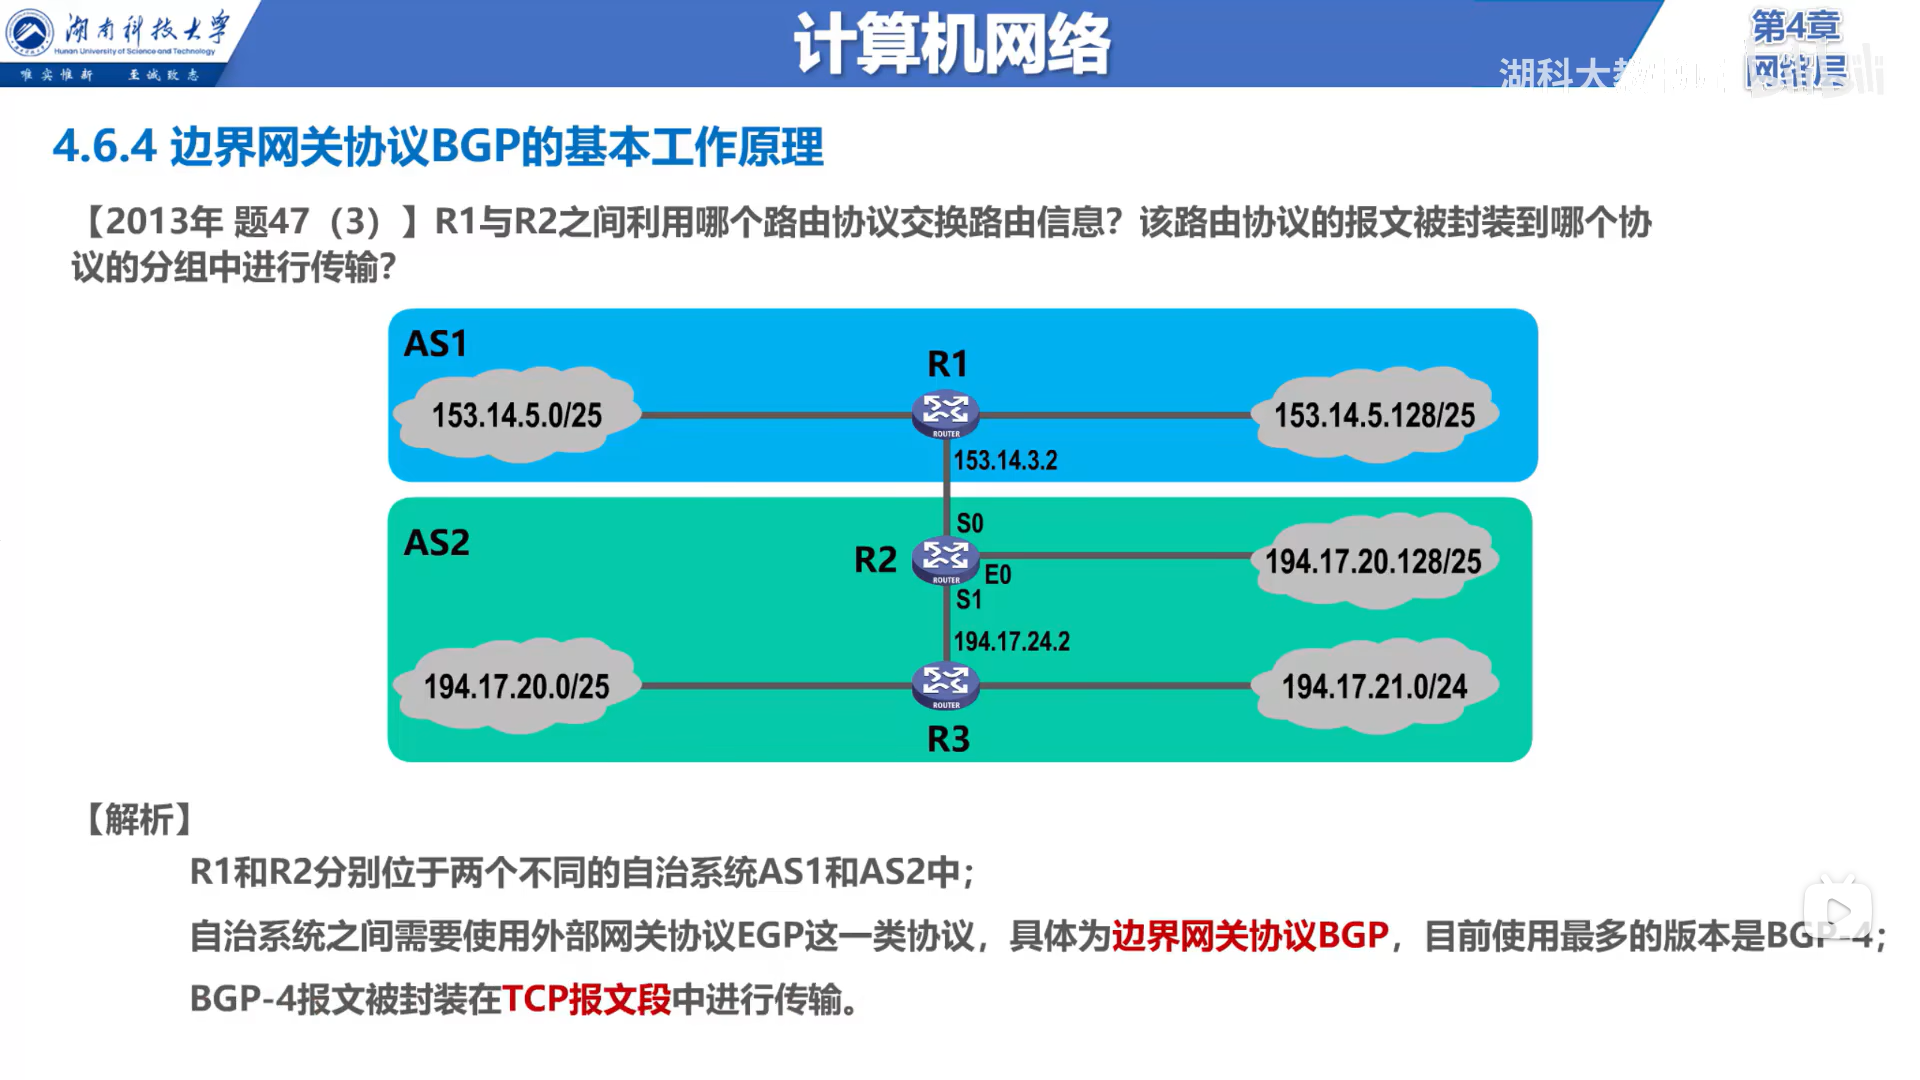 湖南科技大学
Hunan University of Science and Technology
唯实惟新 至诚致志
计算机网络
第4章
网络层
湖科大教
4.6.4 边界网关协议BGP的基本工作原理
【2013年 题47（3）】R1与R2之间利用哪个路由协议交换路由信息？该路由协议的报文被封装到哪个协
议的分组中进行传输？
AS1
R1
153.14.5.0/25
ROUTER
153.14.5.128/25
153.14.3.2
AS2
S0
R2
ROUTER
E0
S1
194.17.20.128/25
194.17.24.2
194.17.20.0/25
ROUTER
194.17.21.0/24
R3
【解析】
R1和R2分别位于两个不同的自治系统AS1和AS2中；
自治系统之间需要使用外部网关协议EGP这一类协议，具体为边界网关协议BGP，目前使用最多的版本是BGP-4；
BGP-4报文被封装在TCP报文段中进行传输。